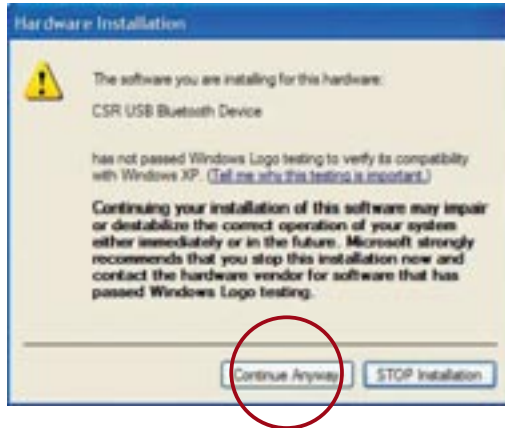 Hardware Installation
The software you are installing for this hardware:
CSR USB Bluetooth Device
has not passed Windows Logo testing to verify its compatibility
with Windows XP. (Tell me why this testing is important.)
Continuing your installation of this software may impair
or destabilize the correct operation of your system
either immediately or in the future. Microsoft strongly
recommends that you stop this installation now and
contact the hardware vendor for software that has
passed Windows Logo testing.
Continue Anyway
STOP Installation